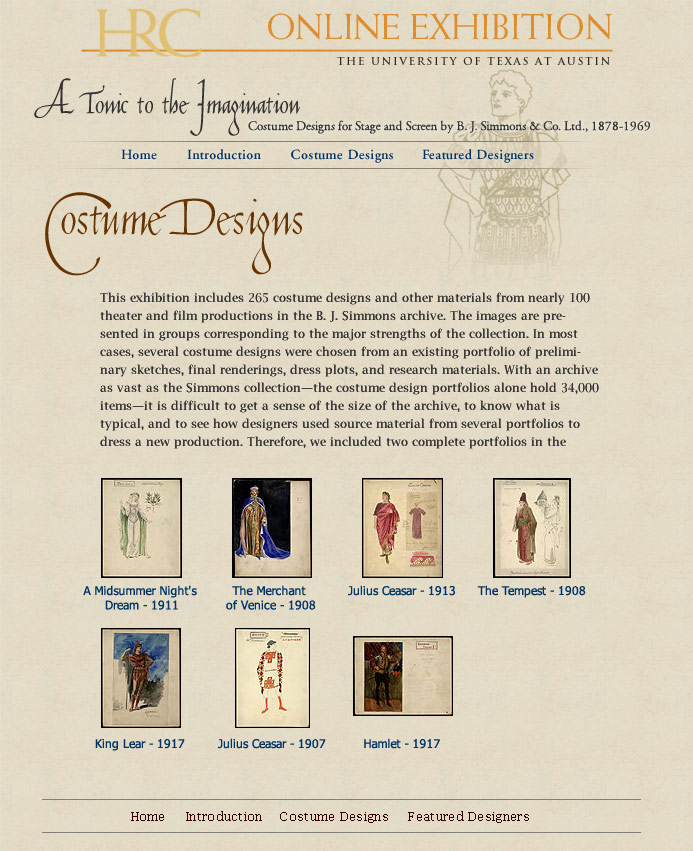 HRC ONLINE EXHIBITION
THE UNIVERSITY OF TEXAS AT AUSTIN
A Tonic to the Imagination
Costume Designs for Stage and Screen by B. J. Simmons & Co. Ltd., 1878-1969
Home Introduction Costume Designs Featured Designers
Costume Designs
This exhibition includes 265 costume designs and other materials from nearly 100
theater and film productions in the B. J. Simmons archive. The images are pre-
sented in groups corresponding to the major strengths of the collection. In most
cases, several costume designs were chosen from an existing portfolio of prelimi-
nary sketches, final renderings, dress plots, and research materials. With an archive
as vast as the Simmons collection—the costume design portfolios alone hold 34,000
items—it is difficult to get a sense of the size of the archive, to know what is
typical, and to see how designers used source material from several portfolios to
dress a new production. Therefore, we included two complete portfolios in the
A Midsummer Night's
Dream - 1911
The Merchant
of Venice - 1908
Julius Ceasar - 1913
The Tempest - 1908
King Lear - 1917
Julius Ceasar - 1907
Hamlet - 1917
Home Introduction Costume Designs Featured Designers